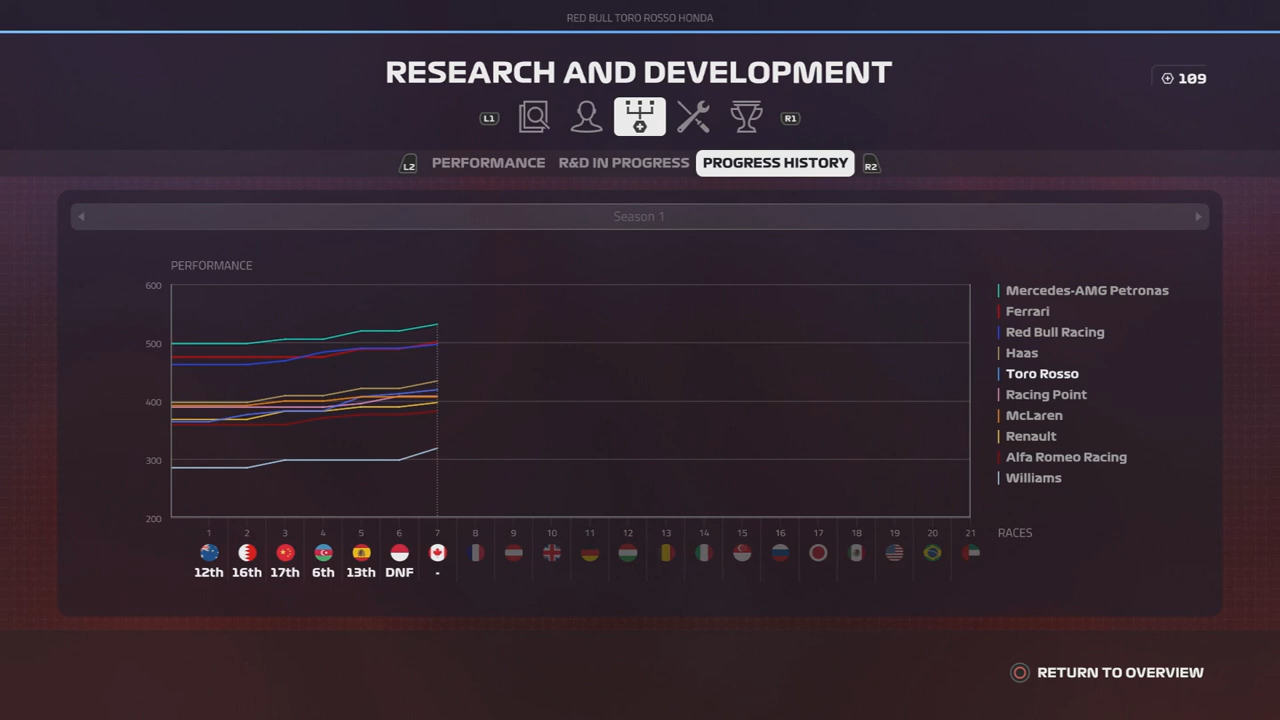 RED BULL TORO ROSSO HONDA
RESEARCH AND DEVELOPMENT
109
L1 R1
L2 PERFORMANCE R&D IN PROGRESS PROGRESS HISTORY R2
Season 1
PERFORMANCE
600
500
400
300
200
Mercedes-AMG Petronas
Ferrari
Red Bull Racing
Haas
Toro Rosso
Racing Point
McLaren
Renault
Alfa Romeo Racing
Williams
1 2 3 4 5 6 7 8 9 10 11 12 13 14 15 16 17 18 19 20 21 RACES
12th 16th 17th 6th 13th DNF -
RETURN TO OVERVIEW